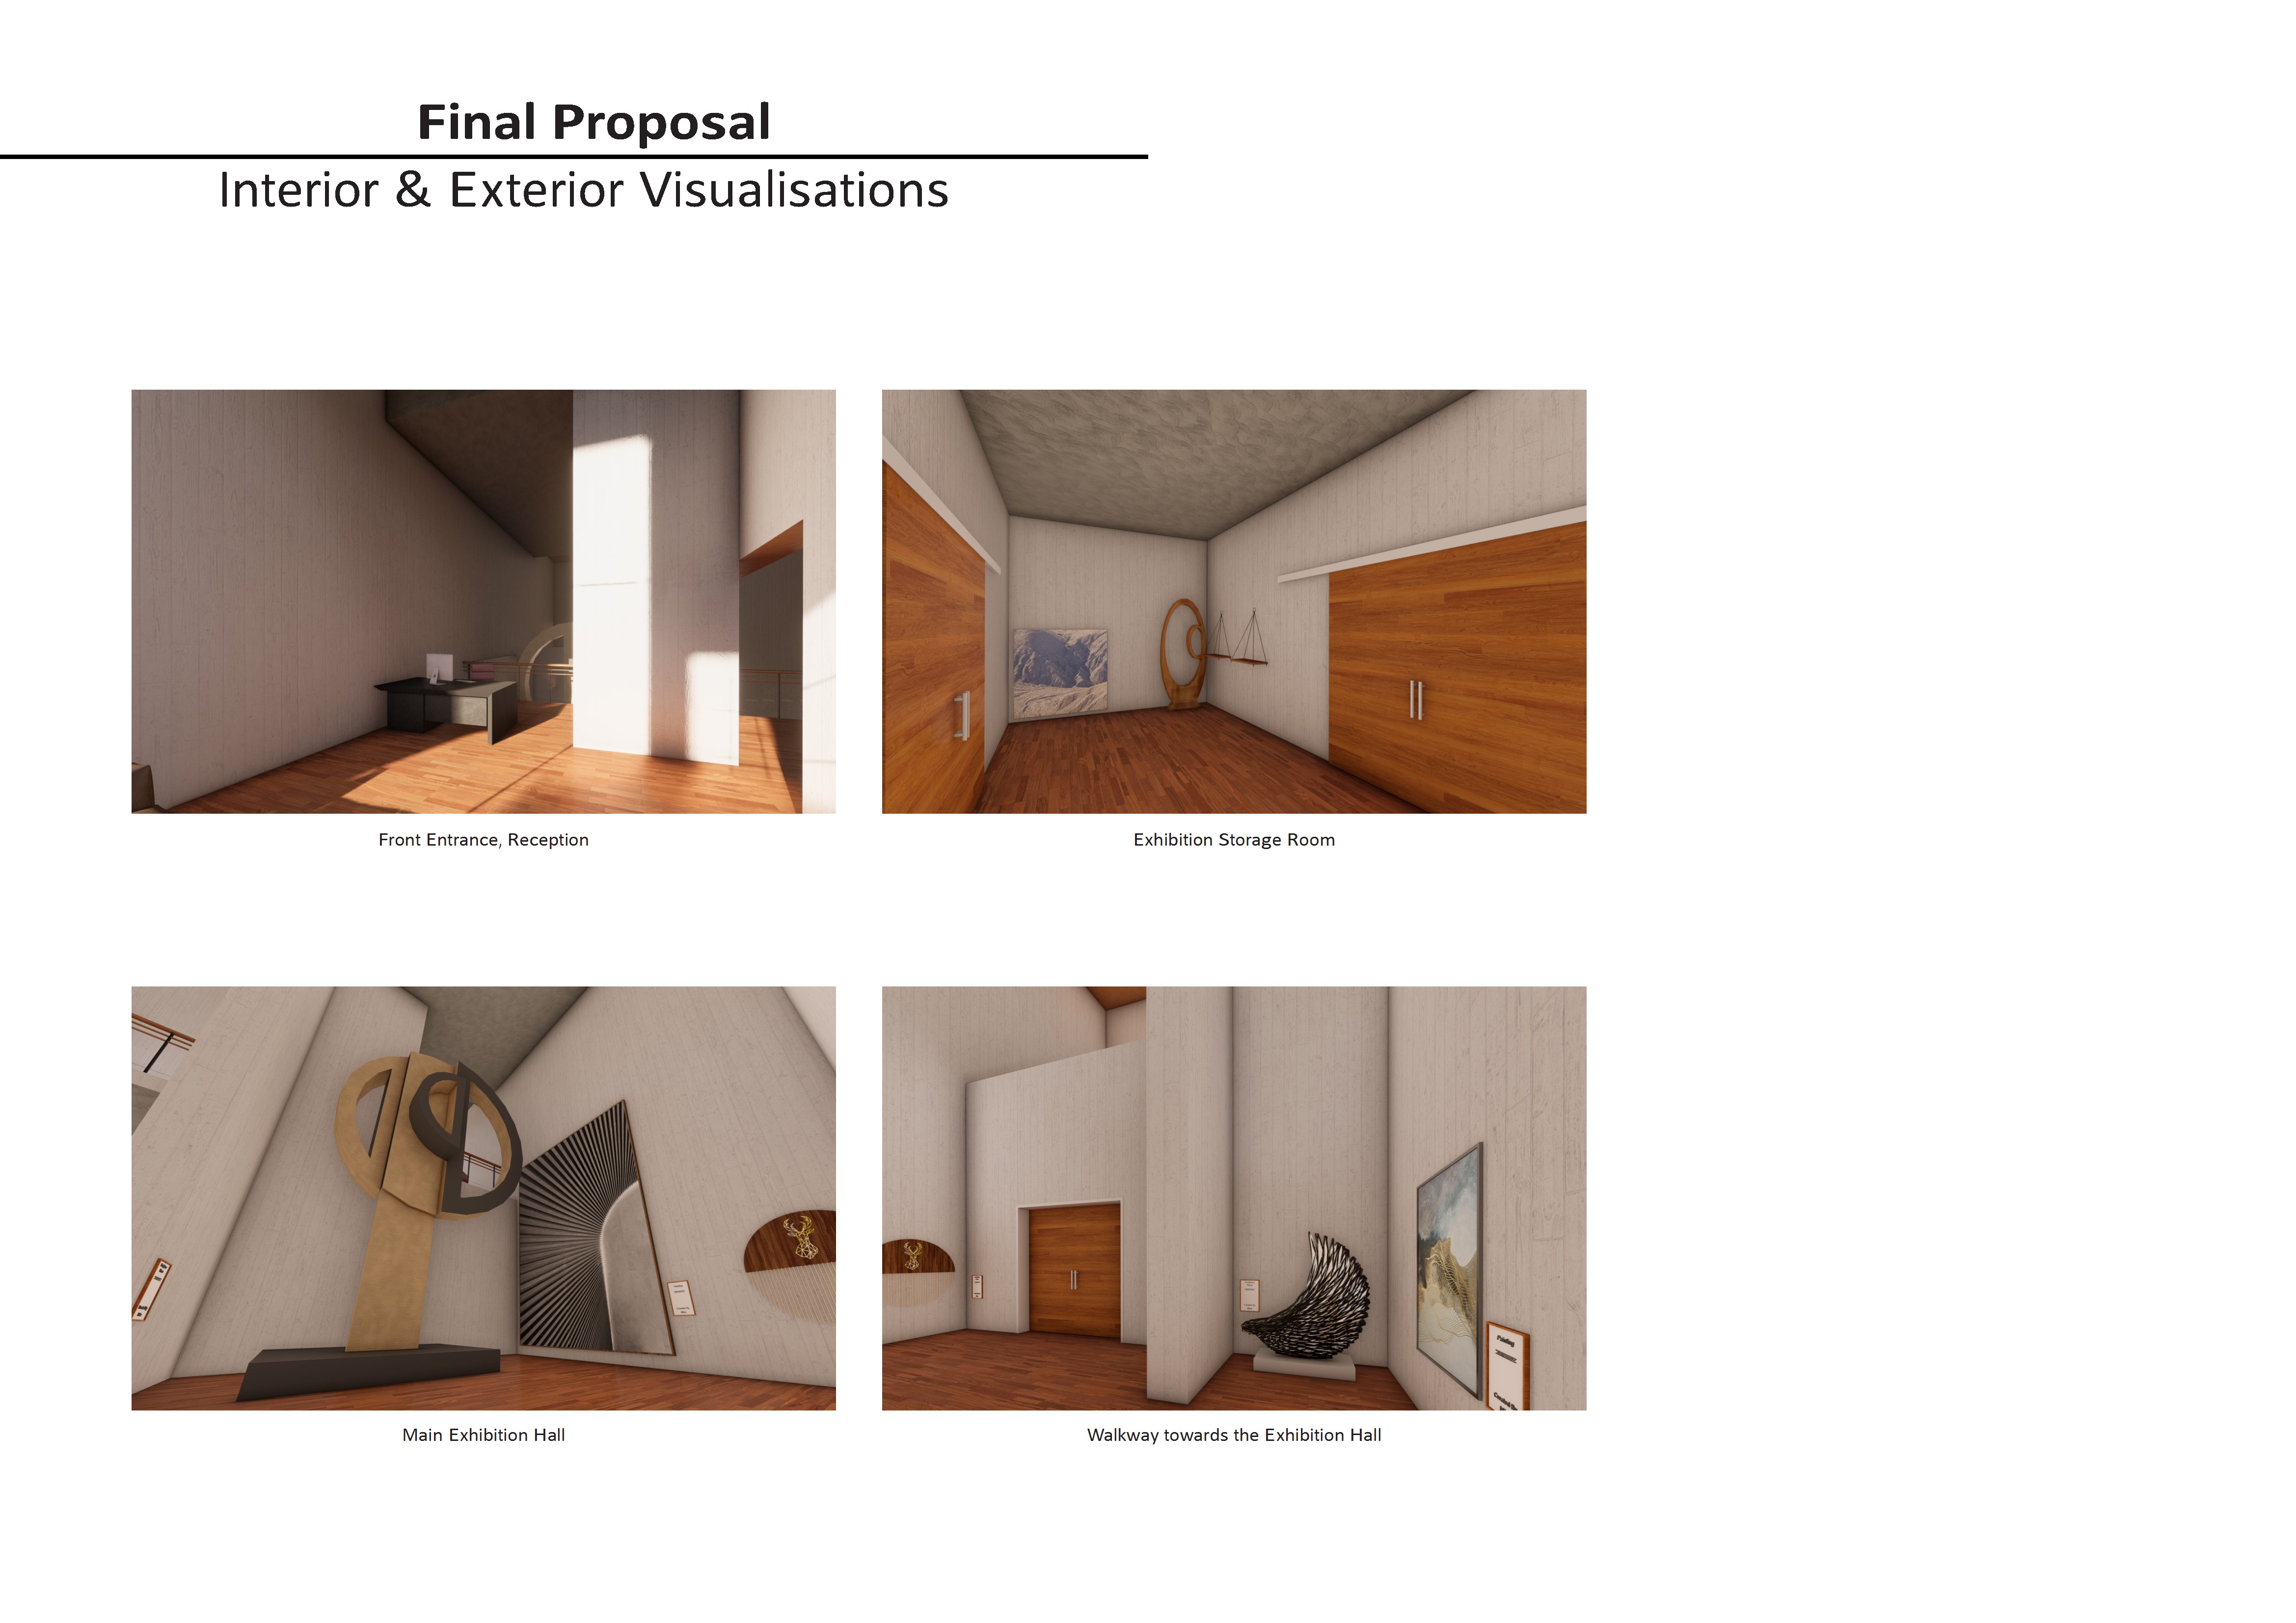 Final Proposal
Interior & Exterior Visualisations
Front Entrance, Reception
Exhibition Storage Room
Main Exhibition Hall
Walkway towards the Exhibition Hall
Painting